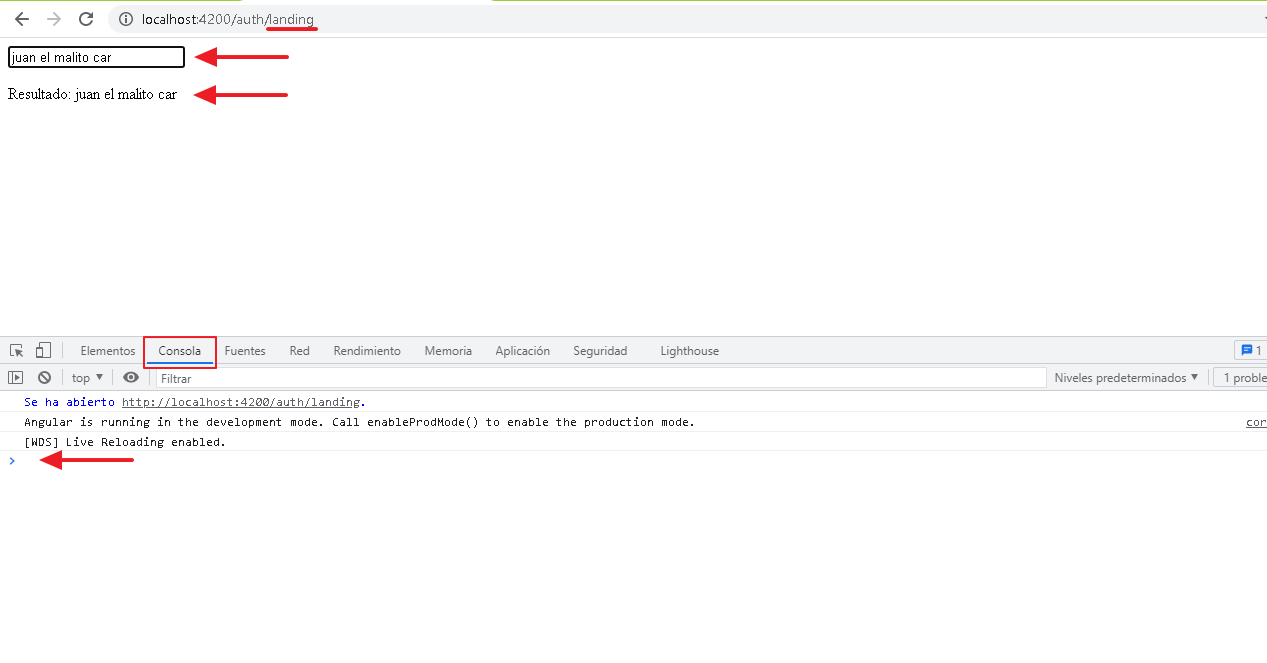 localhost:4200/auth/landing
juan el malito car
Resultado: juan el malito car
Elementos Consola Fuentes Red Rendimiento Memoria Aplicación Seguridad Lighthouse 1
top ▼ Filtrar Niveles predeterminados ▼ 1 proble
Se ha abierto http://localhost:4200/auth/landing.
Angular is running in the development mode. Call enableProdMode() to enable the production mode. cor
[WDS] Live Reloading enabled.
>